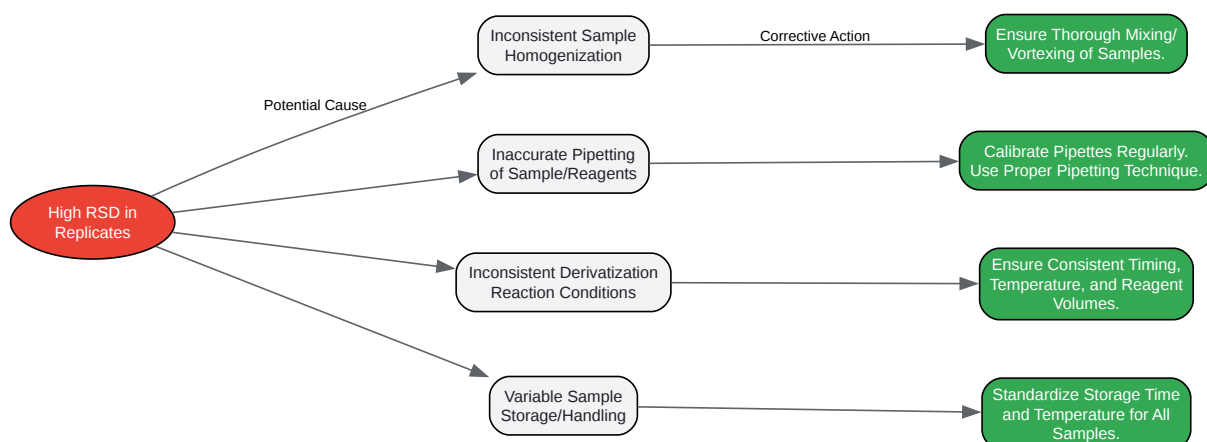 Inconsistent Sample
Homogenization
Corrective Action
Ensure Thorough Mixing/
Vortexing of Samples.
Potential Cause
Inaccurate Pipetting
of Sample/Reagents
Calibrate Pipettes Regularly.
Use Proper Pipetting Technique.
High RSD in
Replicates
Inconsistent Derivatization
Reaction Conditions
Ensure Consistent Timing,
Temperature, and Reagent
Volumes.
Variable Sample
Storage/Handling
Standardize Storage Time
and Temperature for All
Samples.